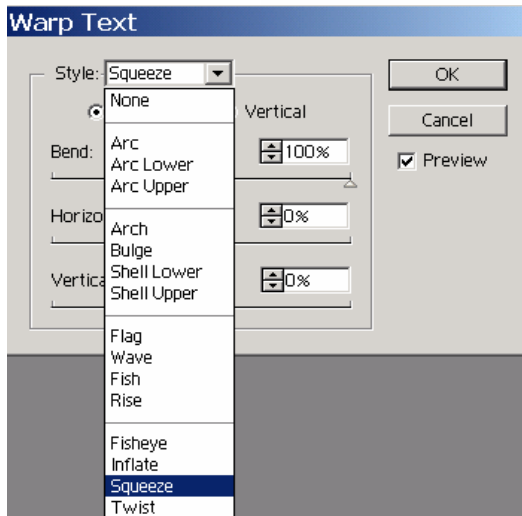 Warp Text
Style: Squeeze
OK
None
Vertical
Cancel
Bend:
Arc
100%
Preview
Arc Lower
Arc Upper
Arch
0%
Bulge
Shell Lower
0%
Shell Upper
Flag
Wave
Fish
Rise
Fisheye
Inflate
Squeeze
Twist